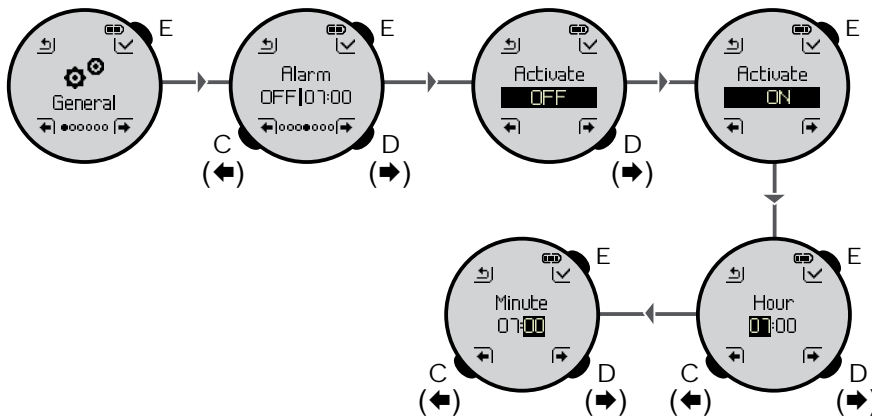 E
General
E
Alarm
OFF|07:00
C
(←)
D
(→)
Activate
OFF
D
(→)
E
Activate
ON
E
Hour
07:00
C
(←)
D
(→)
E
Minute
07:00
C
(←)
D
(→)